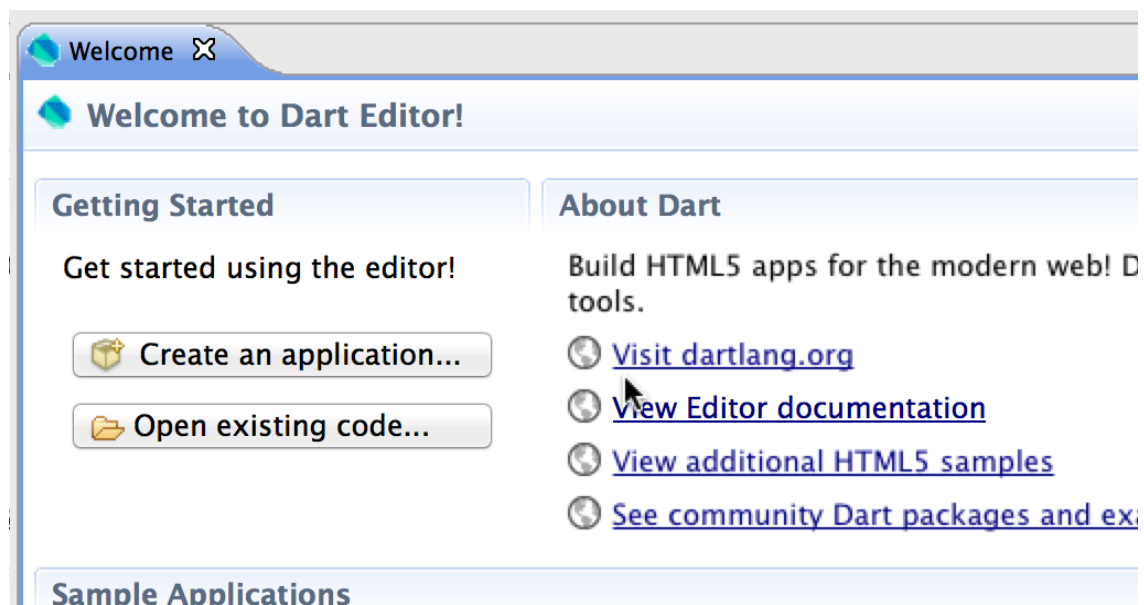 Welcome
Welcome to Dart Editor!
Getting Started
Get started using the editor!
Create an application...
Open existing code...
About Dart
Build HTML5 apps for the modern web! D
tools.
Visit dartlang.org
View Editor documentation
View additional HTML5 samples
See community Dart packages and exa
Sample Applications